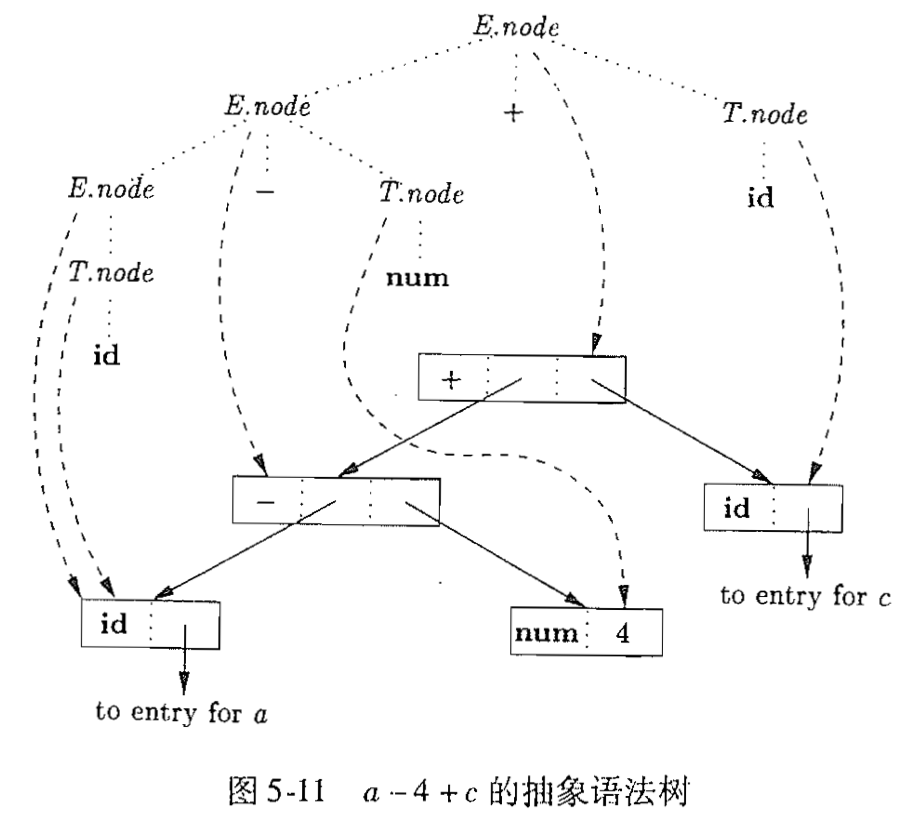 E.node
E.node + T.node
E.node − T.node id
T.node num
id
+
−
id
id
num 4
to entry for c
to entry for a
图 5-11 a − 4 + c 的抽象语法树